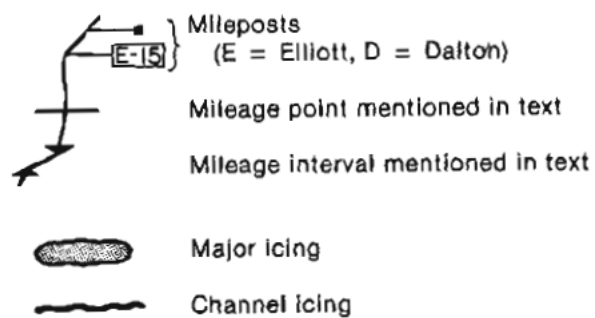 Mileposts
E-15
(E = Elliott, D = Dalton)
Mileage point mentioned in text
Mileage interval mentioned in text
Major icing
Channel icing